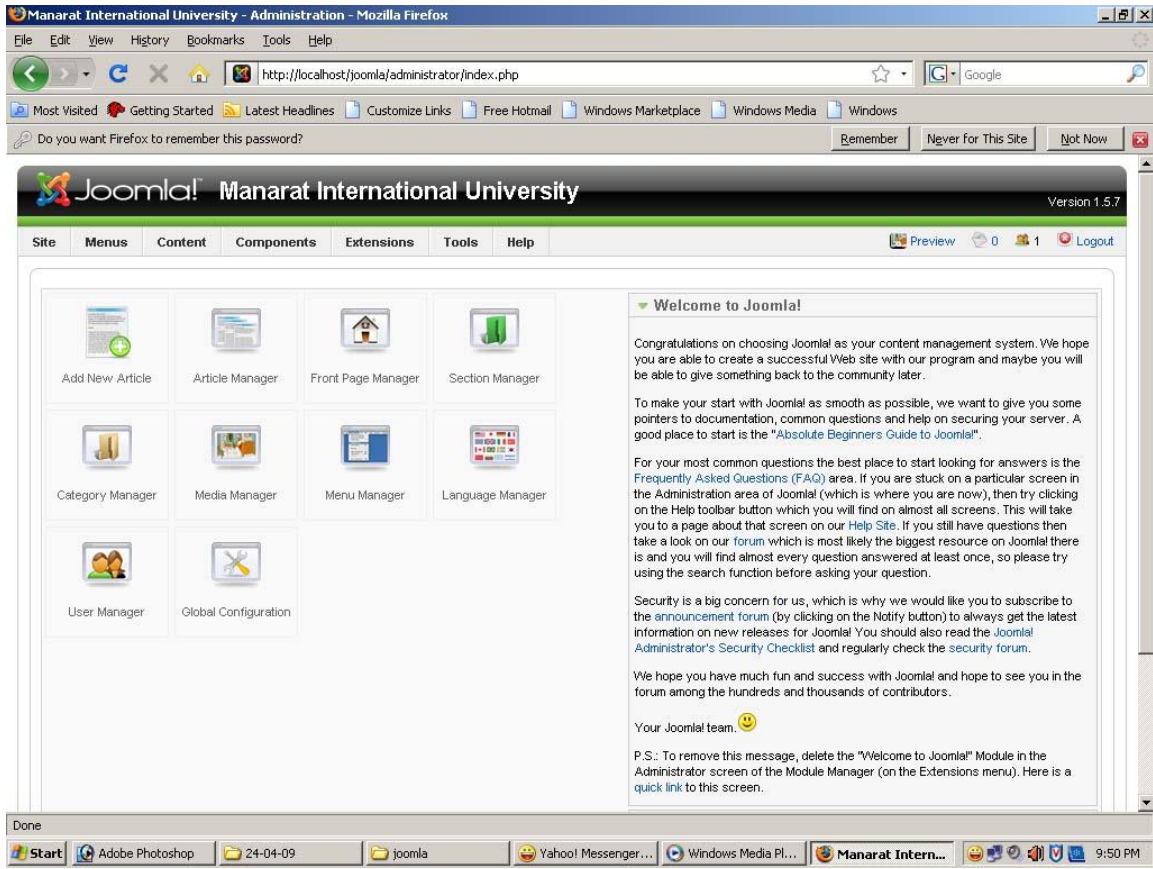 Manarat International University - Administration - Mozilla Firefox
File Edit View History Bookmarks Tools Help
http://localhost/joomla/administrator/index.php
G Google
Most Visited Getting Started Latest Headlines Customize Links Free Hotmail Windows Marketplace Windows Media Windows
Do you want Firefox to remember this password?
Remember Never for This Site Not Now
Joomla!™ Manarat International University
Version 1.5.7
Site Menus Content Components Extensions Tools Help
Preview 0 1 Logout
Add New Article
Article Manager
Front Page Manager
Section Manager
Category Manager
Media Manager
Menu Manager
Language Manager
User Manager
Global Configuration
Welcome to Joomla!
Congratulations on choosing Joomla! as your content management system. We hope
you are able to create a successful Web site with our program and maybe you will
be able to give something back to the community later.
To make your start with Joomla! as smooth as possible, we want to give you some
pointers to documentation, common questions and help on securing your server. A
good place to start is the "Absolute Beginners Guide to Joomla!".
For your most common questions the best place to start looking for answers is the
Frequently Asked Questions (FAQ) area. If you are stuck on a particular screen in
the Administration area of Joomla! (which is where you are now), then try clicking
on the Help toolbar button which you will find on almost all screens. This will take
you to a page about that screen on our Help Site. If you still have questions then
take a look on our forum which is most likely the biggest resource on Joomla! there
is and you will find almost every question answered at least once, so please try
using the search function before asking your question.
Security is a big concern for us, which is why we would like you to subscribe to
the announcement forum (by clicking on the Notify button) to always get the latest
information on new releases for Joomla! You should also read the Joomla!
Administrator's Security Checklist and regularly check the security forum.
We hope you have much fun and success with Joomla! and hope to see you in the
forum among the hundreds and thousands of contributors.
Your Joomla! team.
P.S.: To remove this message, delete the "Welcome to Joomla!" Module in the
Administrator screen of the Module Manager (on the Extensions menu). Here is a
quick link to this screen.
Done
Start Adobe Photoshop 24-04-09 joomla Yahoo! Messenger... Windows Media Pl... Manarat Intern... 9:50 PM